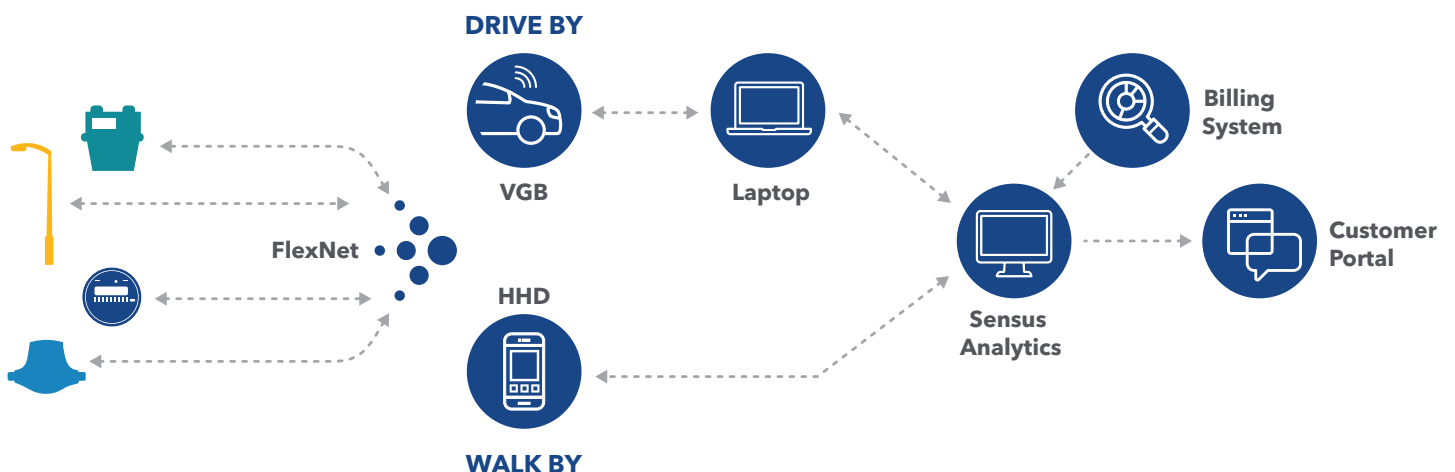 DRIVE BY
VGB
Laptop
Billing
System
FlexNet
HHD
Sensus
Analytics
Customer
Portal
WALK BY